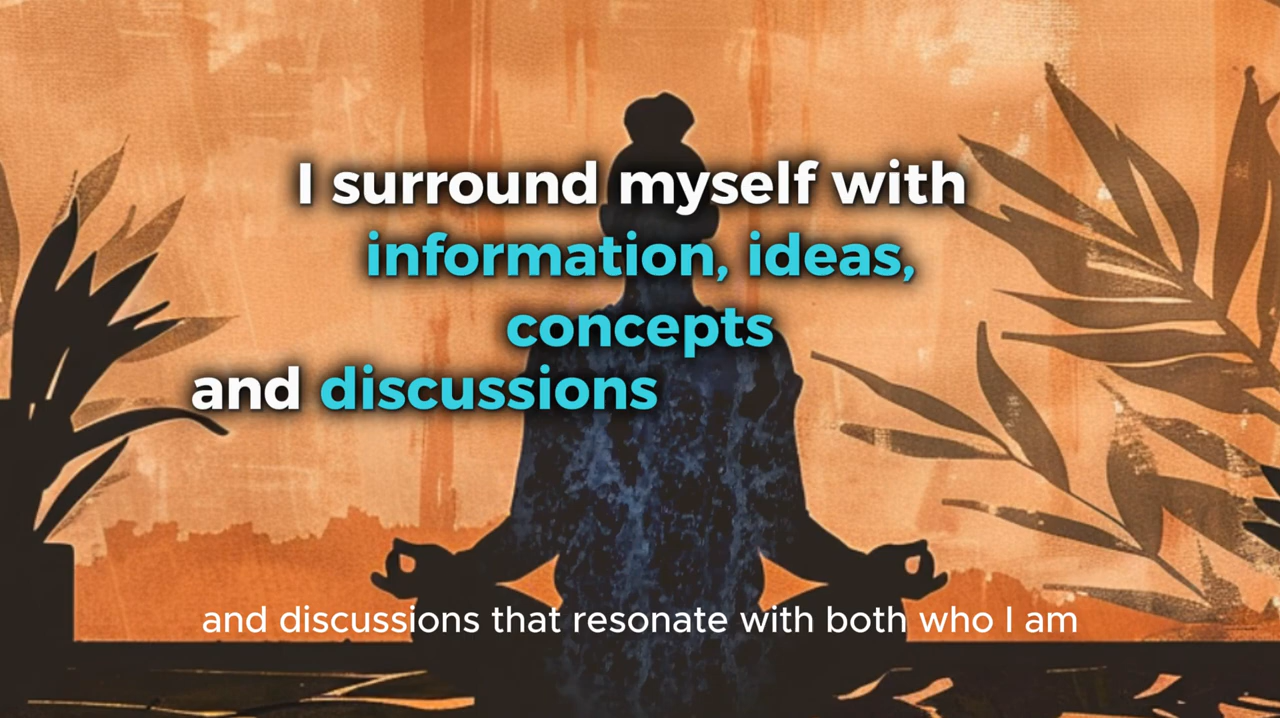 I surround myself with
information, ideas,
concepts
and discussions
and discussions that resonate with both who I am